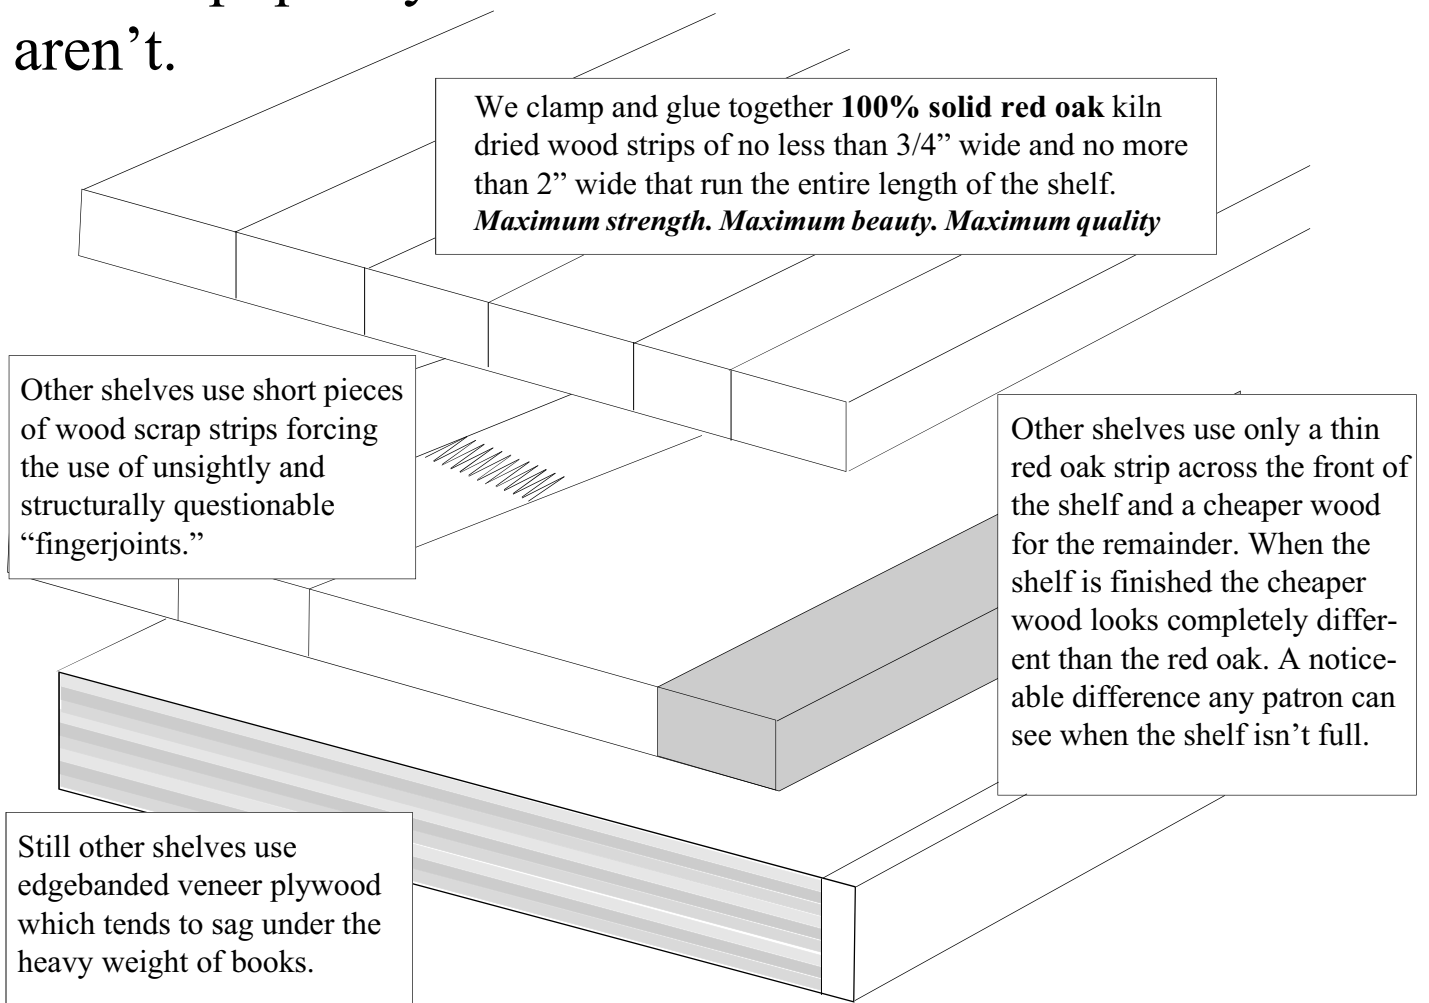 aren’t.
We clamp and glue together 100% solid red oak kiln
dried wood strips of no less than 3/4” wide and no more
than 2” wide that run the entire length of the shelf.
Maximum strength. Maximum beauty. Maximum quality
Other shelves use short pieces
of wood scrap strips forcing
the use of unsightly and
structurally questionable
“fingerjoints.”
Other shelves use only a thin
red oak strip across the front of
the shelf and a cheaper wood
for the remainder. When the
shelf is finished the cheaper
wood looks completely differ-
ent than the red oak. A notice-
able difference any patron can
see when the shelf isn’t full.
Still other shelves use
edgebanded veneer plywood
which tends to sag under the
heavy weight of books.